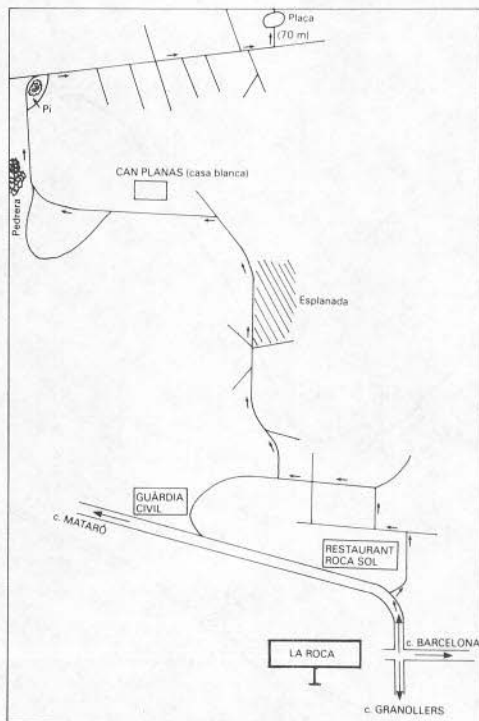 Placa
(70 m)
Pi
CAN PLANAS (casa blanca)
Pedrera
Esplanada
GUÀRDIA
CIVIL
c. MATARÓ
RESTAURANT
ROCA SOL
c. BARCELONA
LA ROCA
c. GRANOLLERS